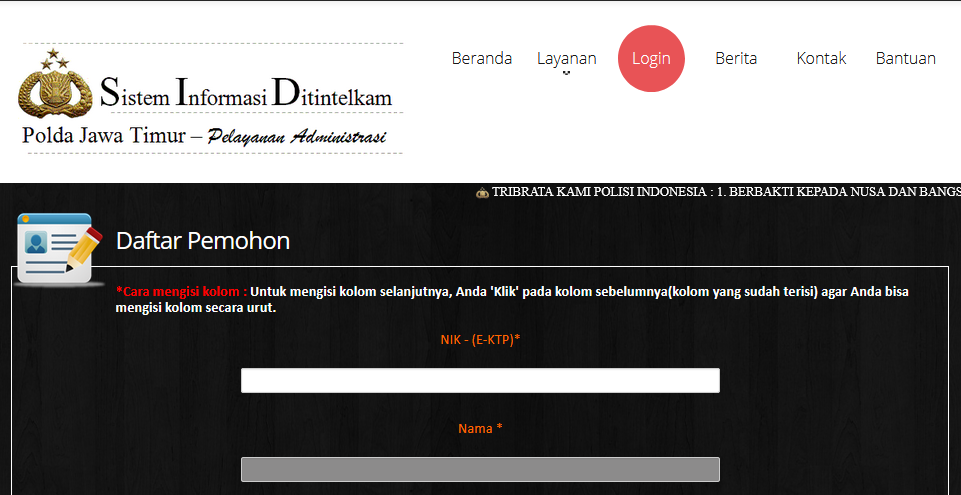 Beranda Layanan Login Berita Kontak Bantuan
Sistem Informasi Ditintelkam
Polda Jawa Timur – Pelayanan Administrasi
TRIBRATA KAMI POLISI INDONESIA : 1. BERBAKTI KEPADA NUSA DAN BANGS
Daftar Pemohon
*Cara mengisi kolom : Untuk mengisi kolom selanjutnya, Anda 'Klik' pada kolom sebelumnya(kolom yang sudah terisi) agar Anda bisa
mengisi kolom secara urut.
NIK - (E-KTP)*
Nama *